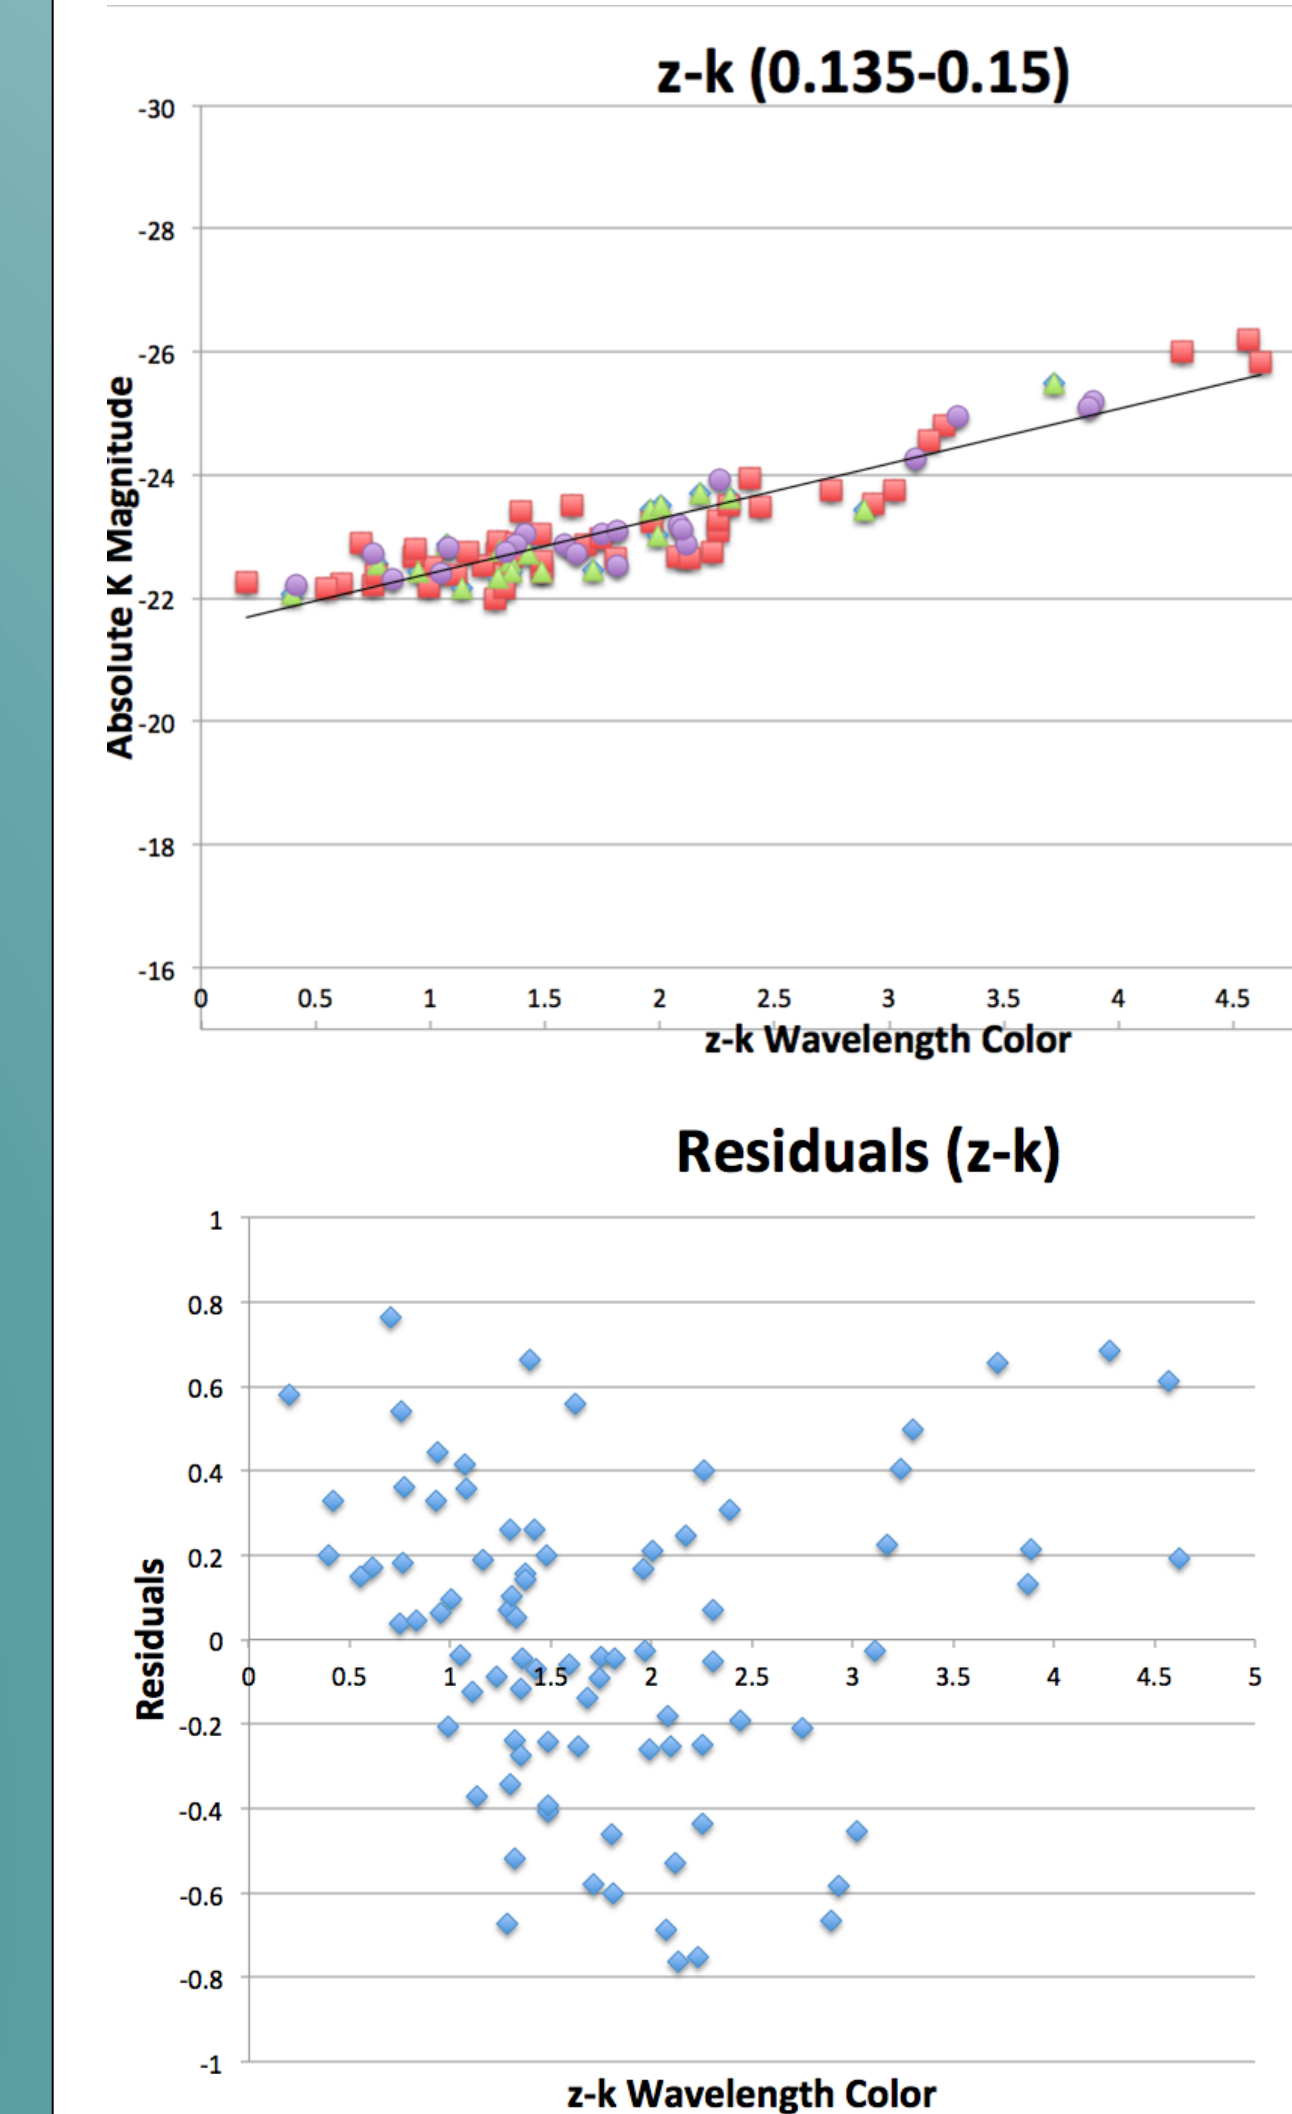 z-k (0.135-0.15)
-30
-28
-26
-24
-22
-20
-18
-16
Absolute K Magnitude
0 0.5 1 1.5 2 2.5 3 3.5 4 4.5
z-k Wavelength Color
Residuals (z-k)
1
0.8
0.6
0.4
0.2
0
-0.2
-0.4
-0.6
-0.8
-1
Residuals
0 0.5 1 1.5 2 2.5 3 3.5 4 4.5 5
z-k Wavelength Color